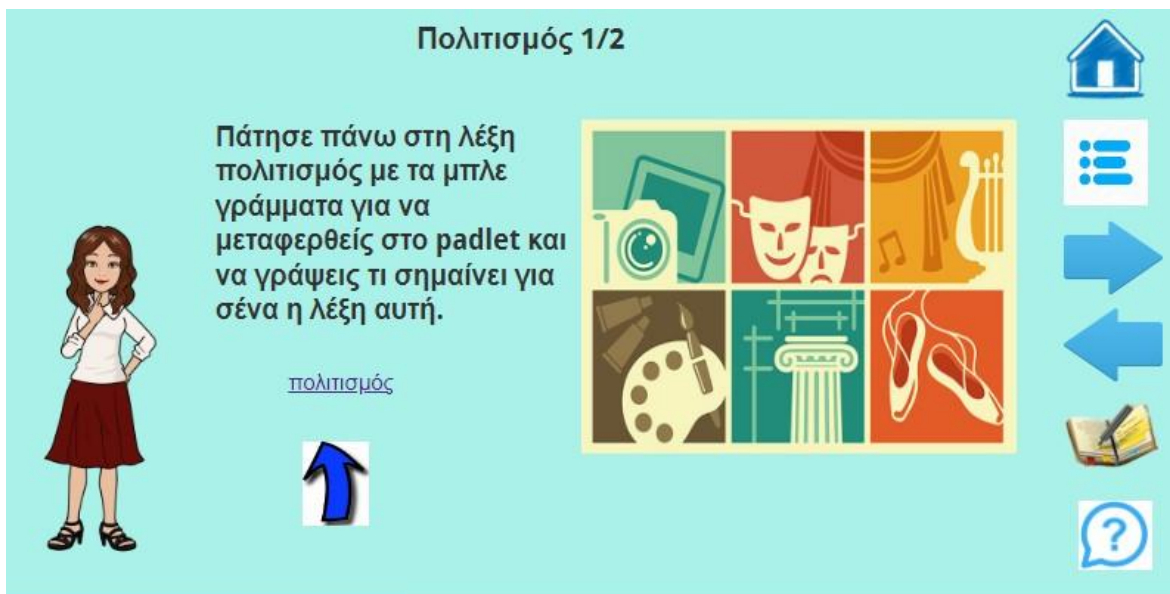 Πολιτισμός 1/2
Πάτησε πάνω στη λέξη
πολιτισμός με τα μπλε
γράμματα για να
μεταφερθείς στο padlet και
να γράψεις τι σημαίνει για
σένα η λέξη αυτή.
πολιτισμός
?